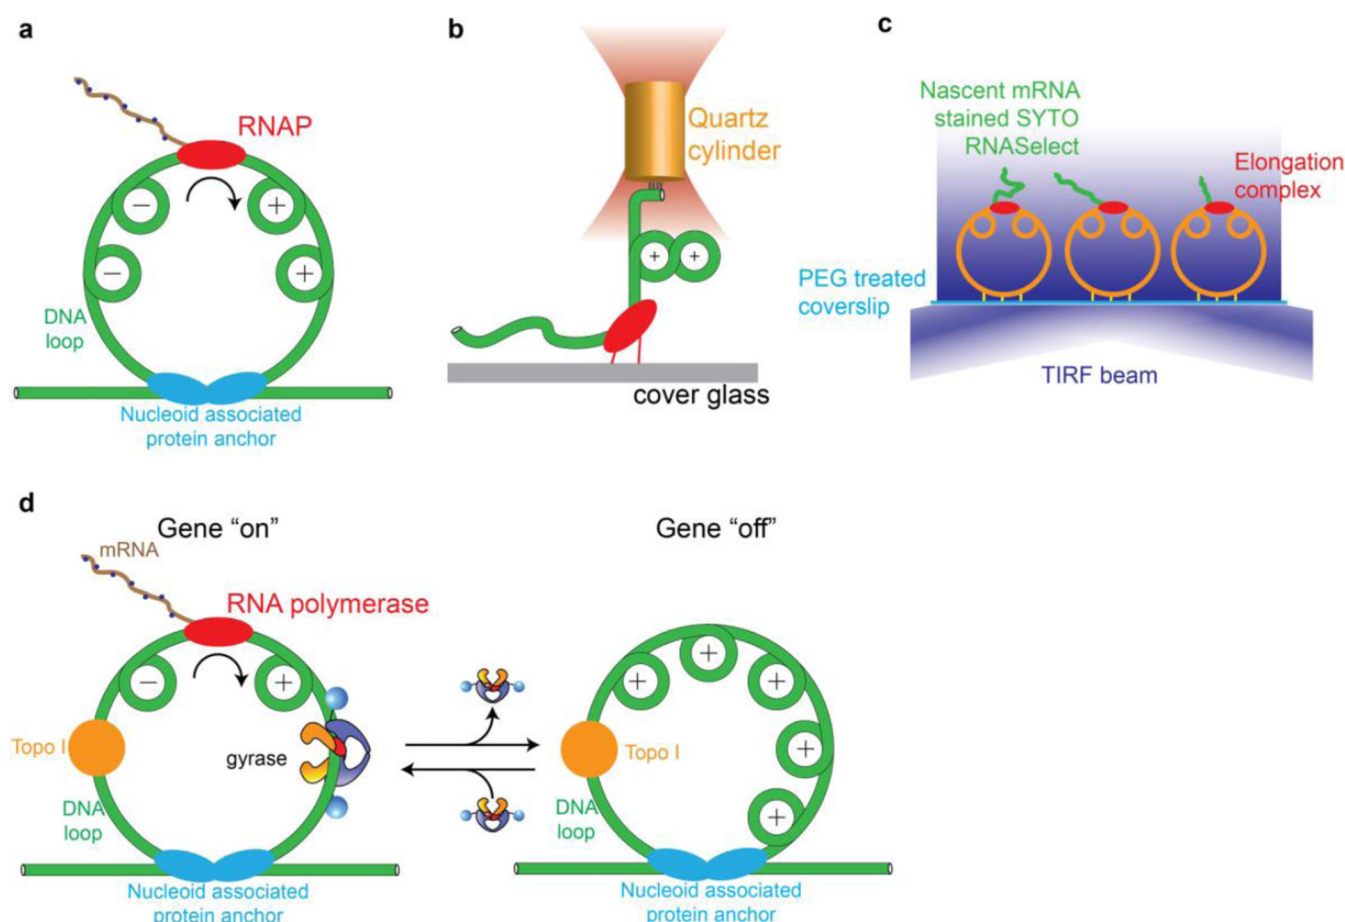 a
RNAP
−
+
−
+
DNA
loop
Nucleoid associated
protein anchor
b
Quartz
cylinder
+
+
cover glass
c
Nascent mRNA
stained SYTO
RNASelect
Elongation
complex
PEG treated
coverslip
TIRF beam
d
Gene “on”
mRNA
RNA polymerase
−
+
Topo I
gyrase
DNA
loop
Nucleoid associated
protein anchor
Gene “off”
+
+
+
+
+
Topo I
DNA
loop
Nucleoid associated
protein anchor